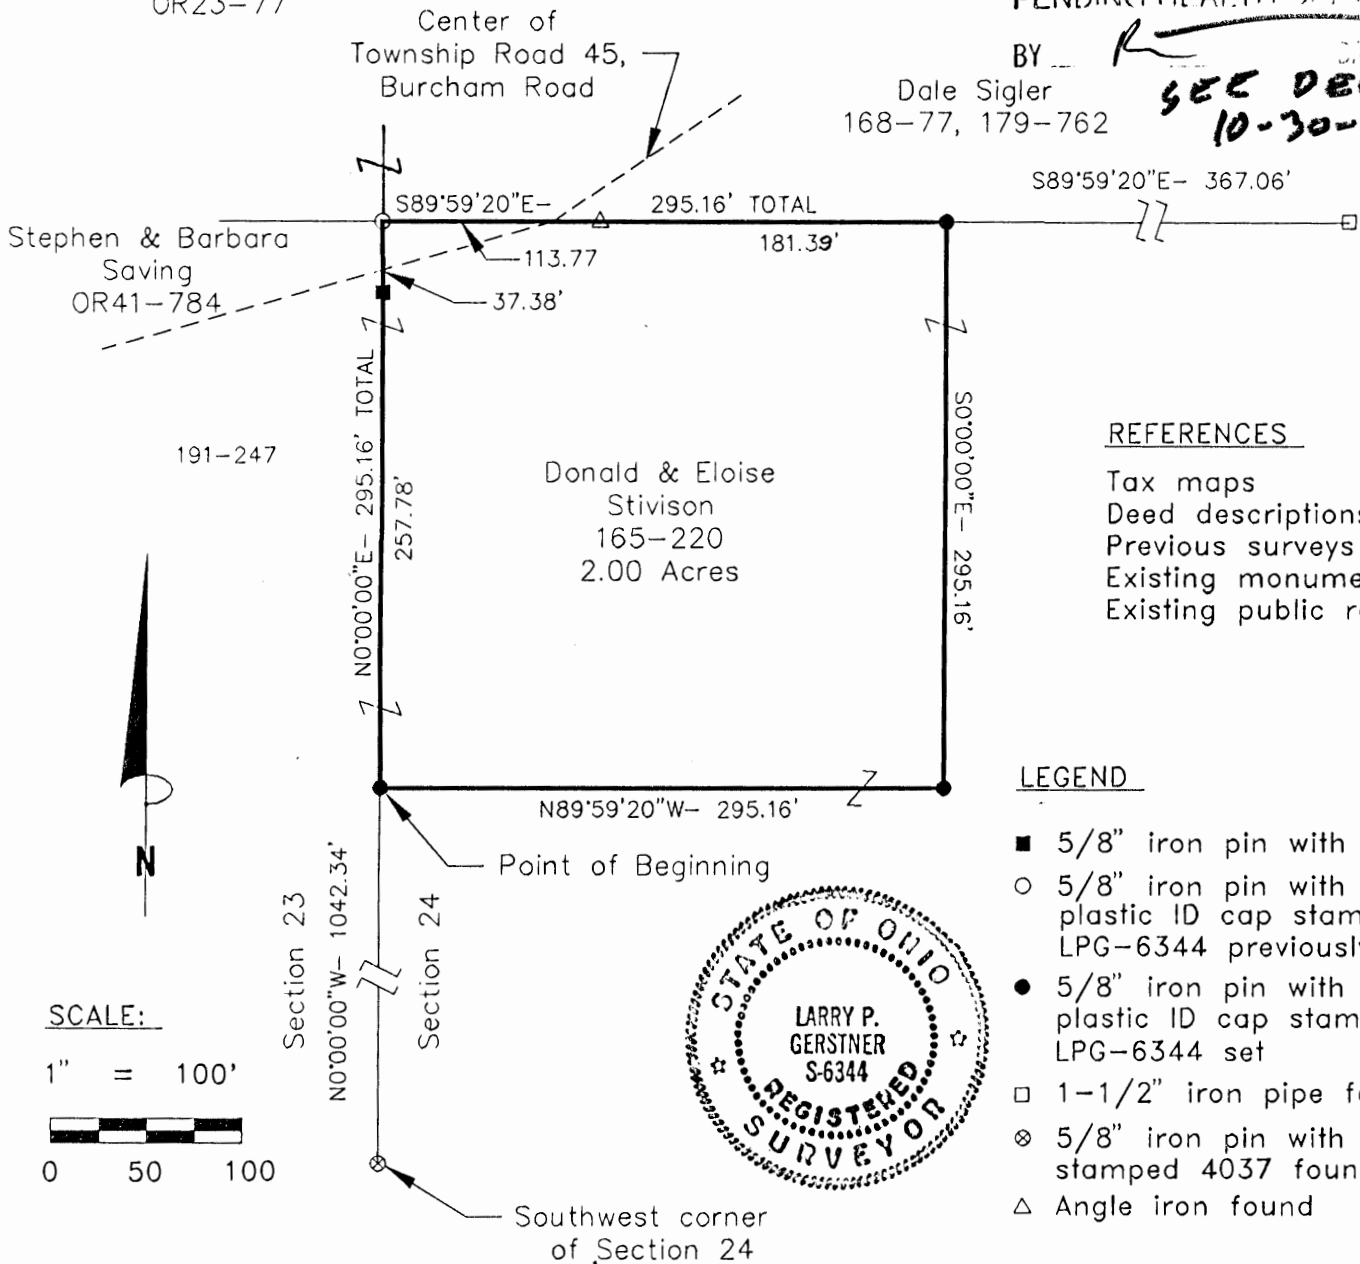 OR23-77
Center of
Township Road 45,
Burcham Road
BY
Dale Sigler
168-77, 179-762
SEE
10-30-
S89°59'20"E- 367.06'
S89°59'20"E-
295.16' TOTAL
181.39'
113.77
37.38'
Stephen & Barbara
Saving
OR41-784
191-247
N0°00'00"E- 295.16' TOTAL
257.78'
S0°00'00"E- 295.16'
Donald & Eloise
Stivison
165-220
2.00 Acres
REFERENCES
Tax maps
Deed descriptions
Previous surveys
Existing monume
Existing public r
N89°59'20"W- 295.16'
Point of Beginning
N
Section 23
N0°00'00"W- 1042.34'
Section 24
SCALE:
1" = 100'
0 50 100
STATE OF OHIO
LARRY P.
GERSTNER
S-6344
REGISTERED
SURVEYOR
Southwest corner
of Section 24
LEGEND
5/8" iron pin with
5/8" iron pin with
plastic ID cap stam
LPG-6344 previously
5/8" iron pin with
plastic ID cap stam
LPG-6344 set
1-1/2" iron pipe f
5/8" iron pin with
stamped 4037 foun
Angle iron found